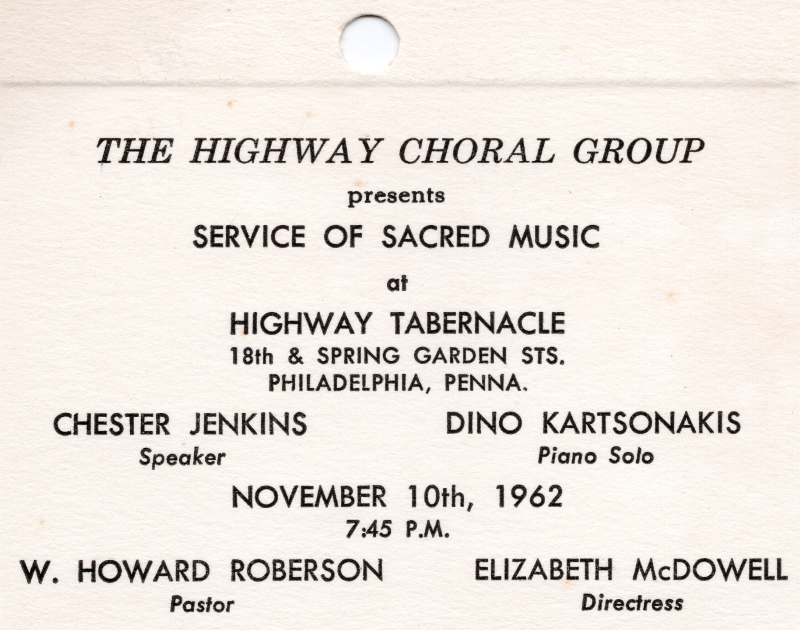 THE HIGHWAY CHORAL GROUP
presents
SERVICE OF SACRED MUSIC
at
HIGHWAY TABERNACLE
18th & SPRING GARDEN STS.
PHILADELPHIA, PENNA.
CHESTER JENKINS DINO KARTSONAKIS
Speaker Piano Solo
NOVEMBER 10th, 1962
7:45 P.M.
W. HOWARD ROBERSON ELIZABETH McDOWELL
Pastor Directress